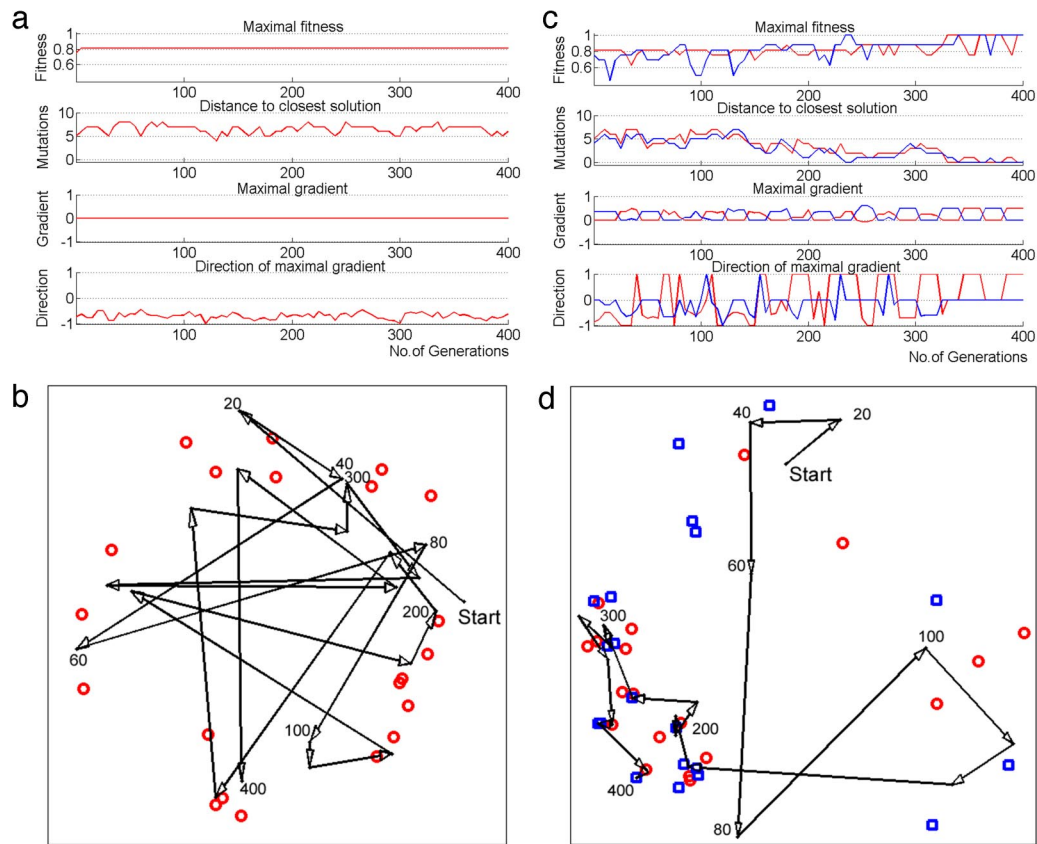 a
Maximal fitness
Fitness
1
0.8
0.6
100 200 300 400
Distance to closest solution
Mutations
10
5
0
100 200 300 400
Maximal gradient
Gradient
1
0
-1
100 200 300 400
Direction of maximal gradient
Direction
1
0
-1
100 200 300 400
No.of Generations
c
Maximal fitness
Fitness
1
0.8
0.6
100 200 300 400
Distance to closest solution
Mutations
10
5
0
100 200 300 400
Maximal gradient
Gradient
1
0
-1
100 200 300 400
Direction of maximal gradient
Direction
1
0
-1
100 200 300 400
No.of Generations
b
20
40
300
80
200
Start
60
100
400
d
40
20
Start
60
300
100
200
400
80